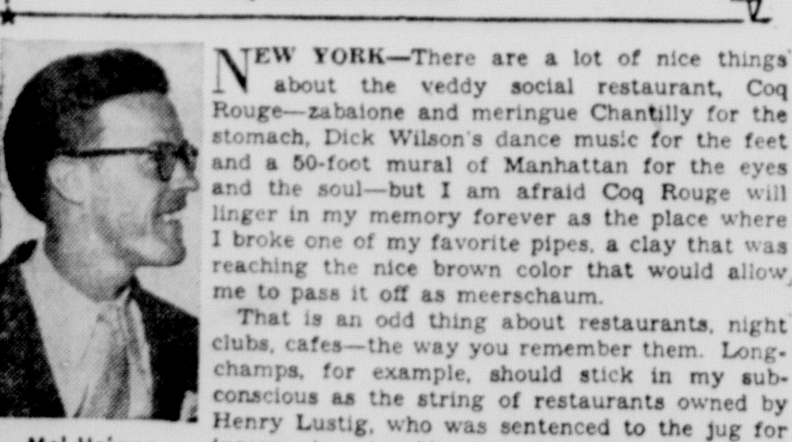 NEW YORK—There are a lot of nice things
about the veddy social restaurant, Coq
Rouge—zabaione and meringue Chantilly for the
stomach, Dick Wilson's dance music for the feet
and a 50-foot mural of Manhattan for the eyes
and the soul—but I am afraid Coq Rouge will
linger in my memory forever as the place where
I broke one of my favorite pipes, a clay that was
reaching the nice brown color that would allow
me to pass it off as meerschaum.
That is an odd thing about restaurants, night
clubs, cafes—the way you remember them. Long-
champs, for example, should stick in my sub-
conscious as the string of restaurants owned by
Henry Lustig, who was sentenced to the jug for